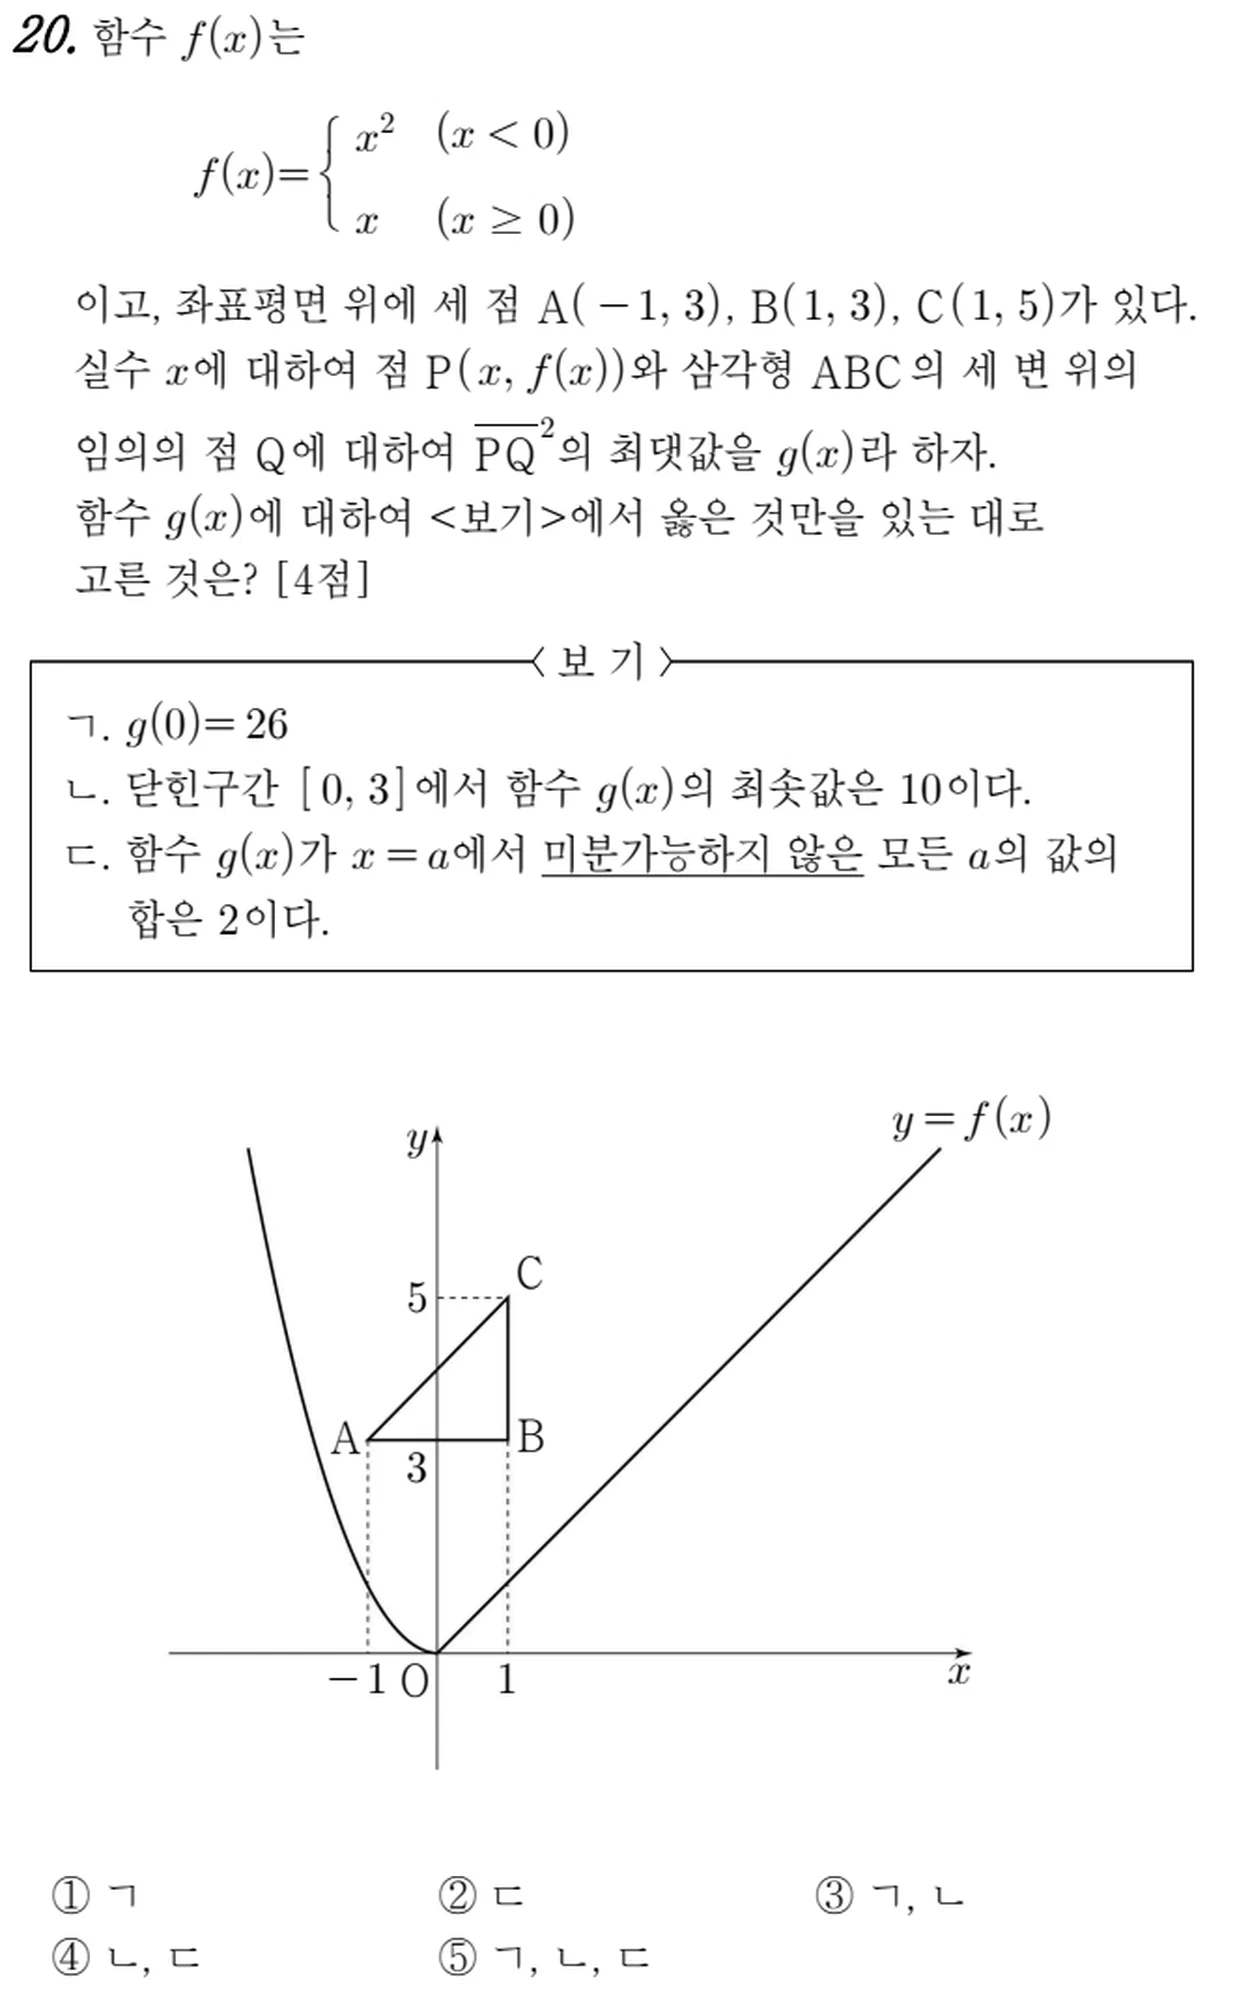 20. 함수 f(x)는
f(x)= { x² (x < 0)
x (x ≥ 0)
이고, 좌표평면 위에 세 점 A(−1, 3), B(1, 3), C(1, 5)가 있다.
실수 x에 대하여 점 P(x, f(x))와 삼각형 ABC의 세 변 위의
임의의 점 Q에 대하여 P̅Q̅²의 최댓값을 g(x)라 하자.
함수 g(x)에 대하여 <보기>에서 옳은 것만을 있는 대로
고른 것은? [4점]
〈 보 기 〉
ㄱ. g(0)= 26
ㄴ. 닫힌구간 [0, 3]에서 함수 g(x)의 최솟값은 10이다.
ㄷ. 함수 g(x)가 x = a에서 미분가능하지 않은 모든 a의 값의
합은 2이다.
y = f(x)
y
C
5
A
B
3
−1 O 1 x
① ㄱ ② ㄷ ③ ㄱ, ㄴ
④ ㄴ, ㄷ ⑤ ㄱ, ㄴ, ㄷ